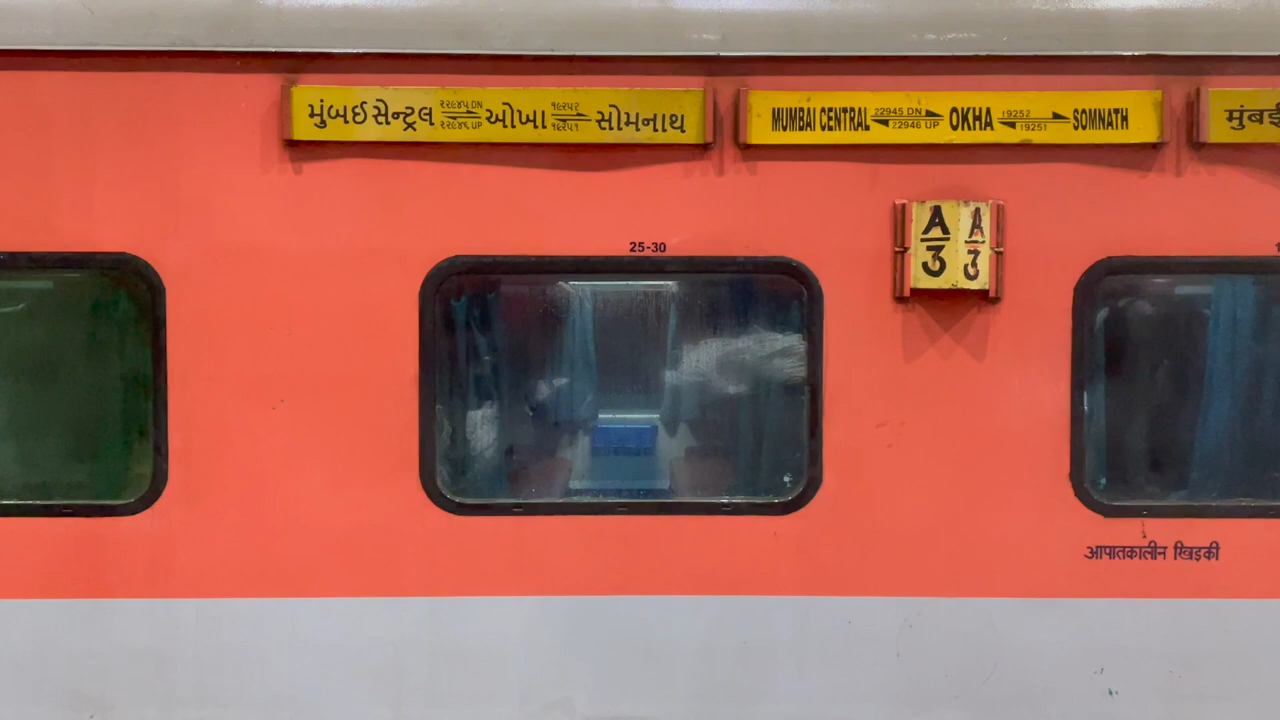 મુંબઈ સેન્ટ્રલ ૨૨૯૪૫ DN ૨૨૯૪૬ UP ઓખા ૧૯૨૫૨ ૧૯૨૫૧ સોમનાથ
MUMBAI CENTRAL 22945 DN 22946 UP OKHA 19252 19251 SOMNATH
मुंबई
A A
3 3
25-30
आपातकालीन खिड़की